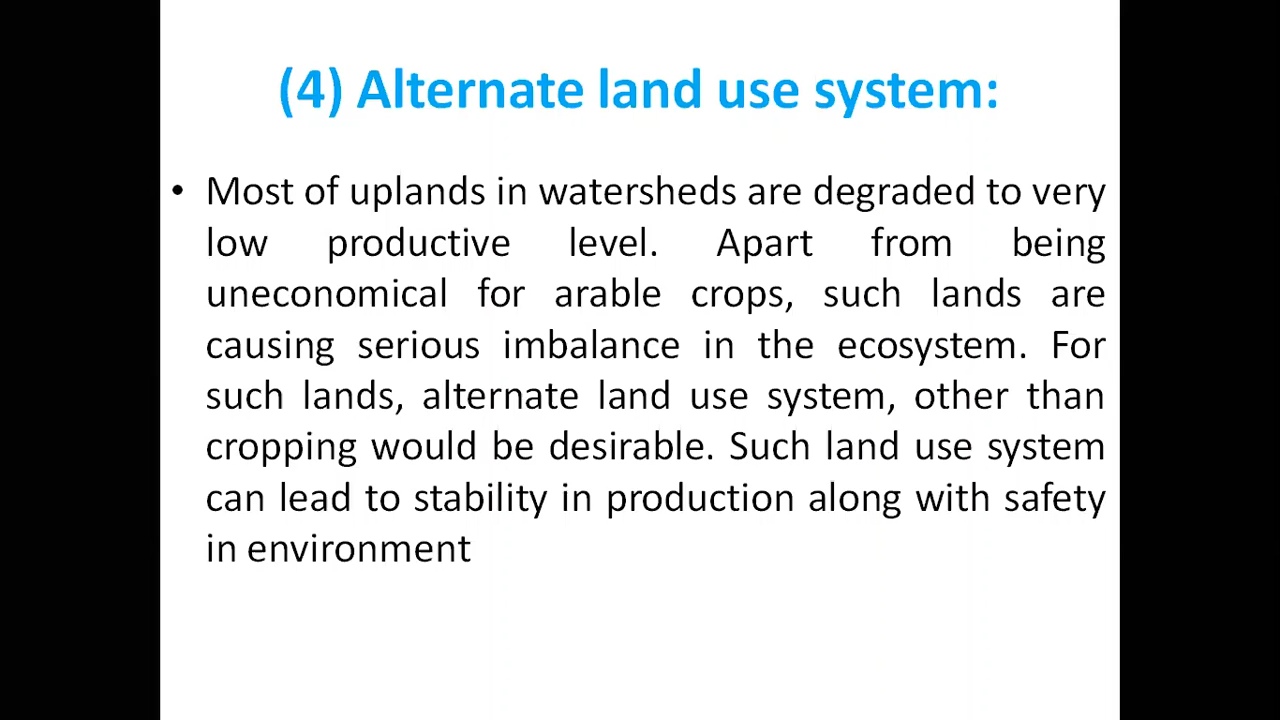 (4) Alternate land use system:
• Most of uplands in watersheds are degraded to very
low productive level. Apart from being
uneconomical for arable crops, such lands are
causing serious imbalance in the ecosystem. For
such lands, alternate land use system, other than
cropping would be desirable. Such land use system
can lead to stability in production along with safety
in environment